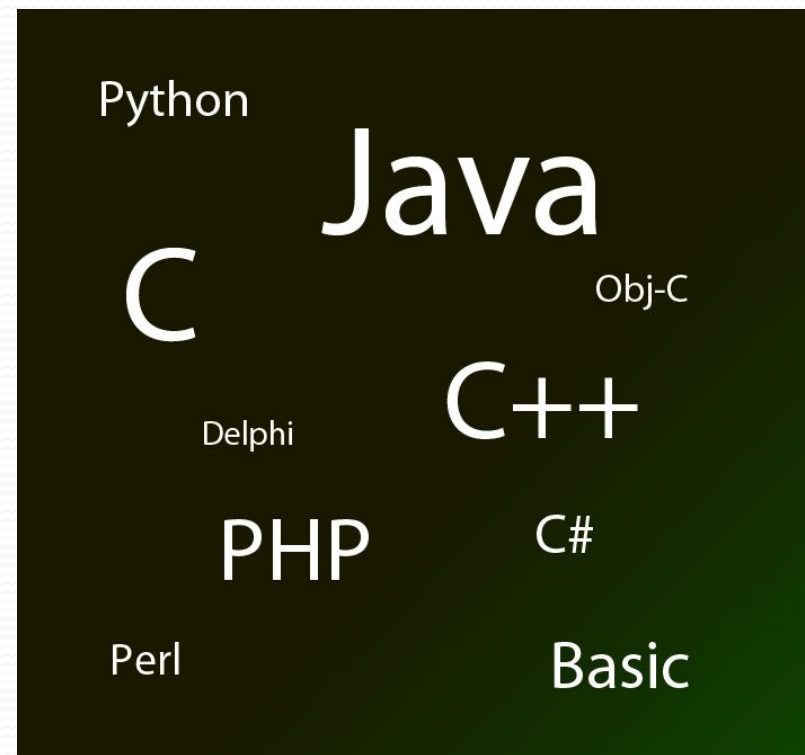 Python
Java
C
Obj-C
C++
Delphi
PHP
C#
Perl
Basic